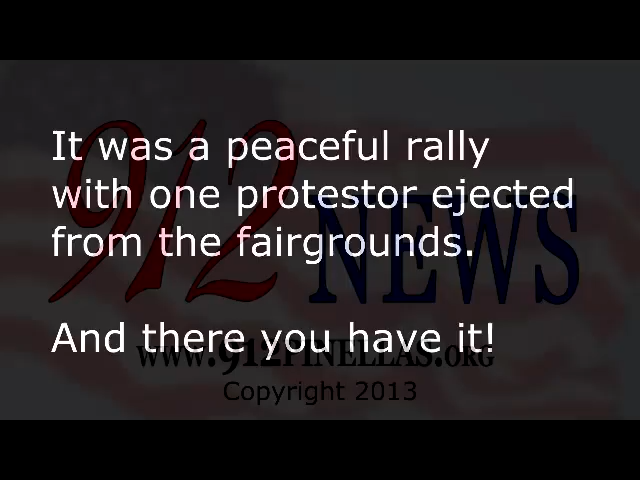 It was a peaceful rally
with one protestor ejected
from the fairgrounds.
And there you have it!
912 NEWS
www.912PINELLAS.ORG
Copyright 2013